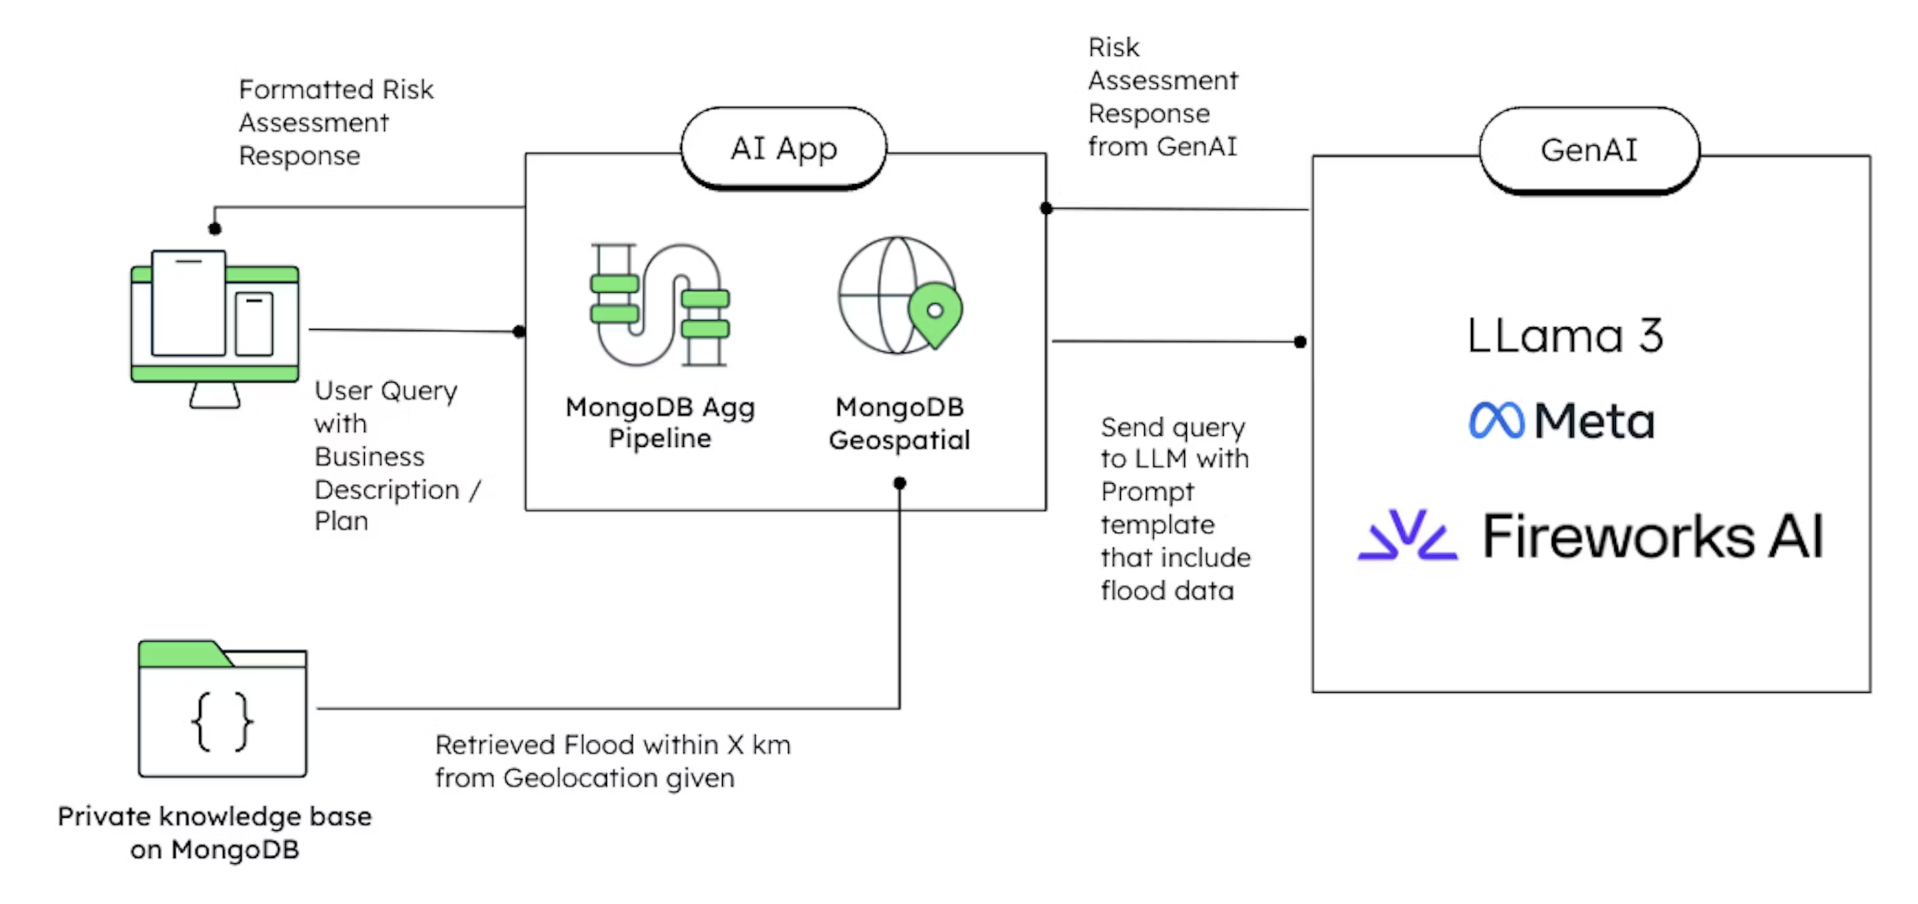 Formatted Risk
Assessment
Response
AI App
Risk
Assessment
Response
from GenAI
GenAI
User Query
with
Business
Description /
Plan
MongoDB Agg
Pipeline
MongoDB
Geospatial
Send query
to LLM with
Prompt
template
that include
flood data
LLama 3
Meta
Fireworks AI
{ }
Retrieved Flood within X km
from Geolocation given
Private knowledge base
on MongoDB